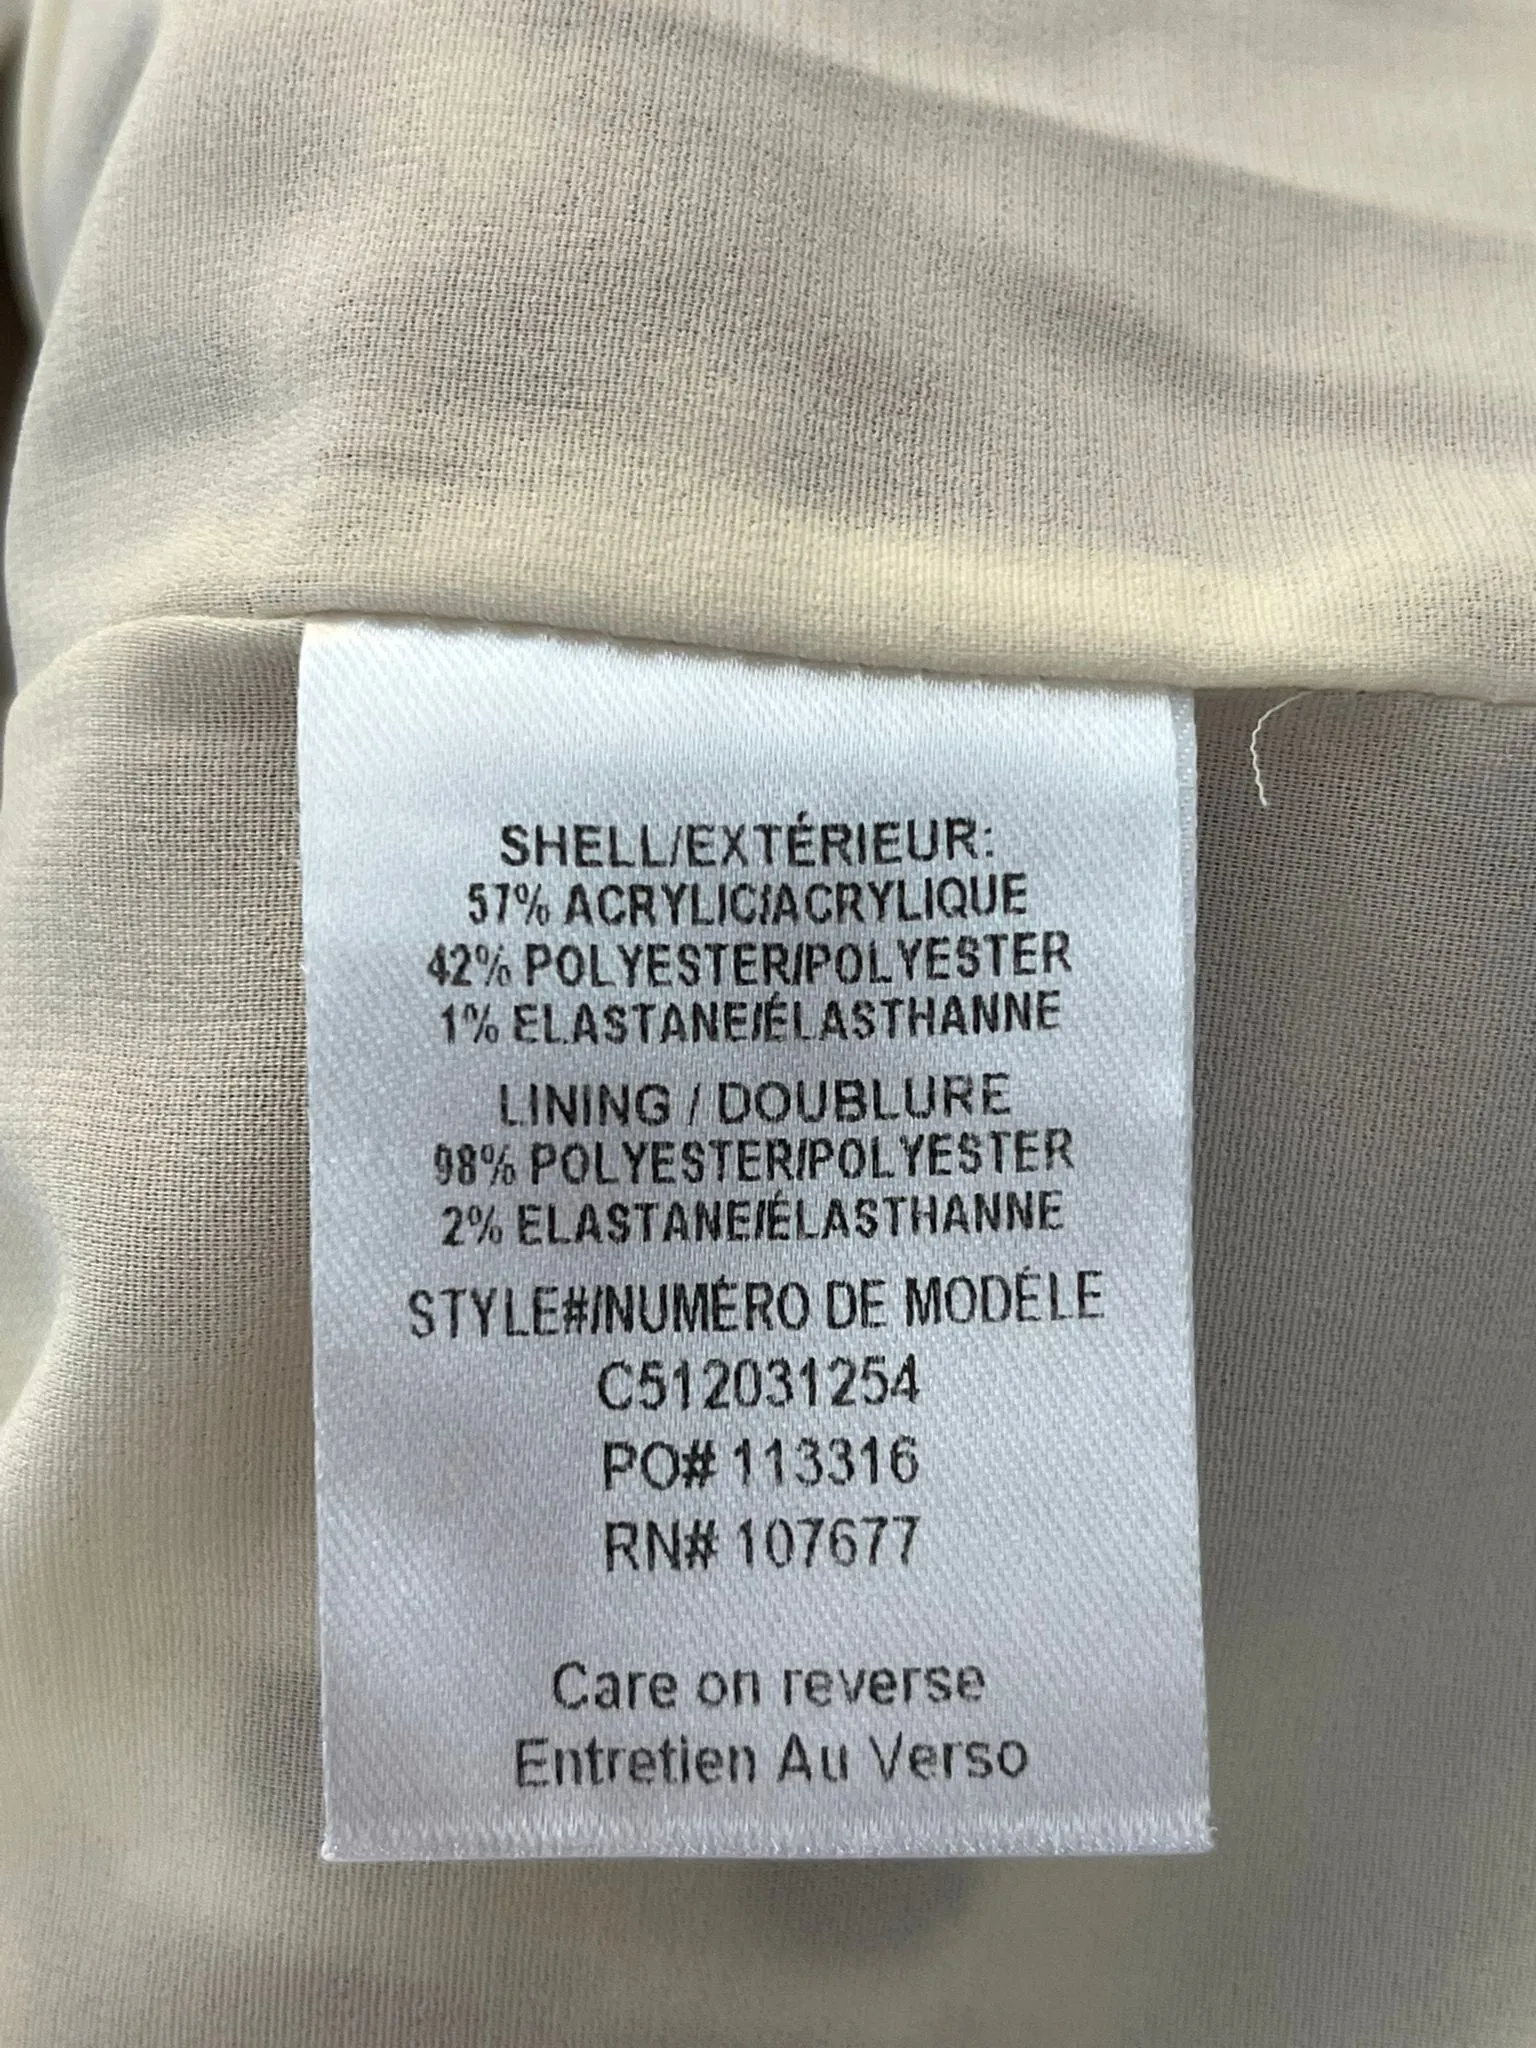 SHELL/EXTÉRIEUR:
57% ACRYLIC/ACRYLIQUE
42% POLYESTER/POLYESTER
1% ELASTANE/ÉLASTHANNE
LINING / DOUBLURE
98% POLYESTER/POLYESTER
2% ELASTANE/ÉLASTHANNE
STYLE#/NUMÉRO DE MODÉLE
C512031254
PO# 113316
RN# 107677
Care on reverse
Entretien Au Verso